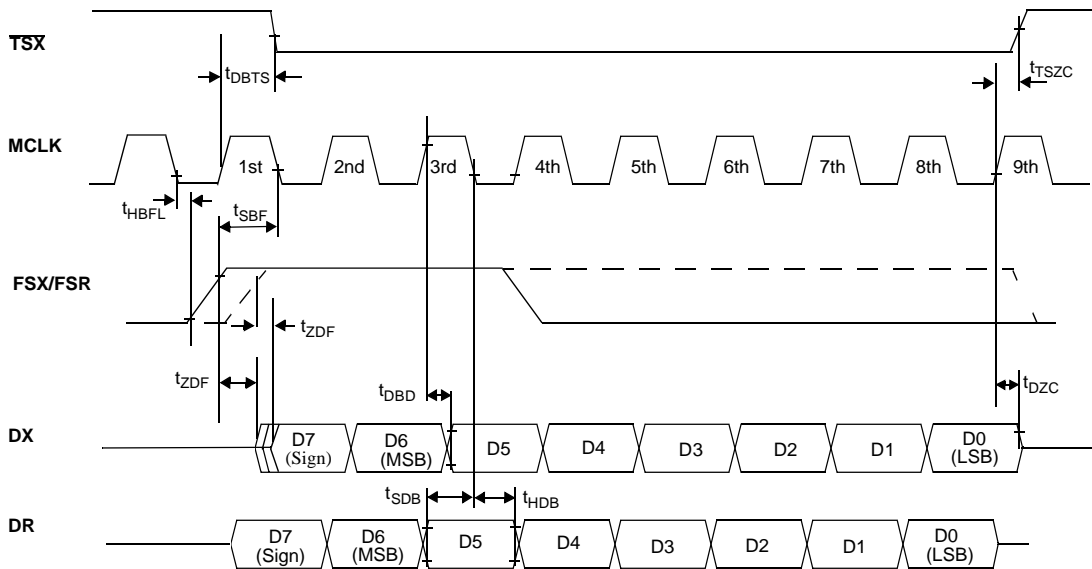 TSX
tDBTS
tTSZC
MCLK
1st 2nd 3rd 4th 5th 6th 7th 8th 9th
tHBFL
tSBF
FSX/FSR
tZDF
tZDF
tDBD
tDZC
DX
D7 (Sign)
D6 (MSB)
D5
D4
D3
D2
D1
D0 (LSB)
tSDB
tHDB
DR
D7 (Sign)
D6 (MSB)
D5
D4
D3
D2
D1
D0 (LSB)